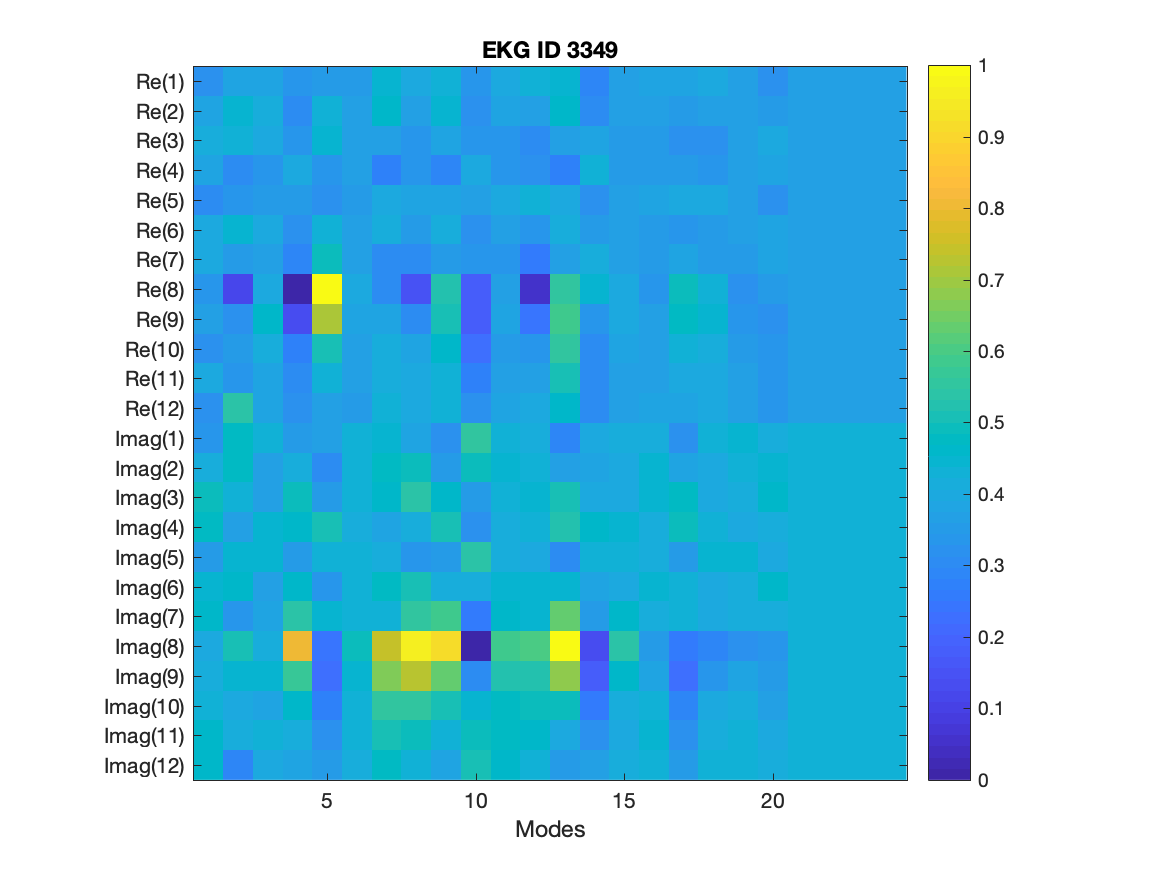 EKG ID 3349
Re(1)
Re(2)
Re(3)
Re(4)
Re(5)
Re(6)
Re(7)
Re(8)
Re(9)
Re(10)
Re(11)
Re(12)
Imag(1)
Imag(2)
Imag(3)
Imag(4)
Imag(5)
Imag(6)
Imag(7)
Imag(8)
Imag(9)
Imag(10)
Imag(11)
Imag(12)
5 10 15 20
Modes
1
0.9
0.8
0.7
0.6
0.5
0.4
0.3
0.2
0.1
0